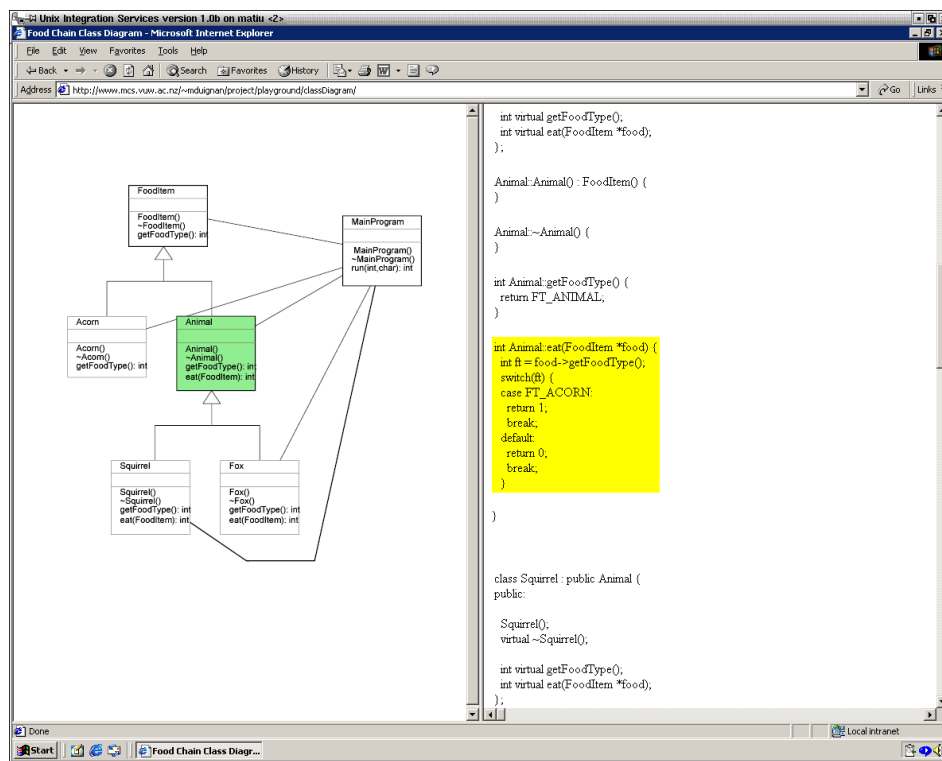 Unix Integration Services version 1.0b on matiu <2>
Food Chain Class Diagram - Microsoft Internet Explorer
File Edit View Favorites Tools Help
Back Search Favorites History
Address http://www.mcs.vuw.ac.nz/~mduignan/project/playground/classDiagram/ Go Links
FoodItem
FoodItem()
~FoodItem()
getFoodType(): int
MainProgram
MainProgram()
~MainProgram()
run(int,char): int
Acorn
Acorn()
~Acorn()
getFoodType(): int
Animal
Animal()
~Animal()
getFoodType(): int
eat(FoodItem): int
Squirrel
Squirrel()
~Squirrel()
getFoodType(): int
eat(FoodItem): int
Fox
Fox()
~Fox()
getFoodType(): int
eat(FoodItem): int
int virtual getFoodType();
int virtual eat(FoodItem *food);
};
Animal::Animal() : FoodItem() {
}
Animal::~Animal() {
}
int Animal::getFoodType() {
return FT_ANIMAL;
}
int Animal::eat(FoodItem *food) {
int ft = food->getFoodType();
switch(ft) {
case FT_ACORN:
return 1;
break;
default:
return 0;
break;
}
}
class Squirrel : public Animal {
public:
Squirrel();
virtual ~Squirrel();
int virtual getFoodType();
int virtual eat(FoodItem *food);
};
Done
Local intranet
Start
Food Chain Class Diagr...